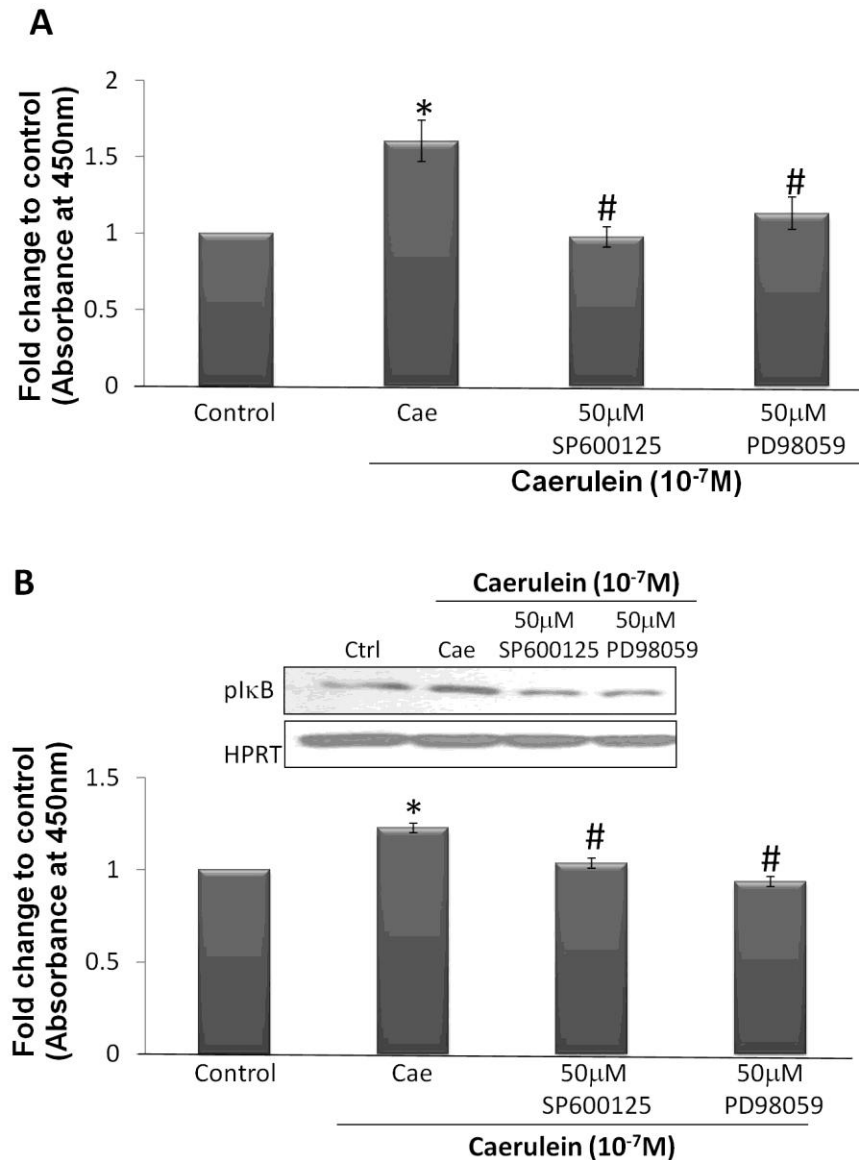 A
Fold change to control
(Absorbance at 450nm)
2
1.5
1
0.5
0
*
#
#
Control Cae 50μM 50μM
SP600125 PD98059
Caerulein (10⁻⁷M)
B
Caerulein (10⁻⁷M)
50μM 50μM
Ctrl Cae SP600125 PD98059
pIκB
HPRT
Fold change to control
(Absorbance at 450nm)
1.5
1
0.5
0
*
#
#
Control Cae 50μM 50μM
SP600125 PD98059
Caerulein (10⁻⁷M)